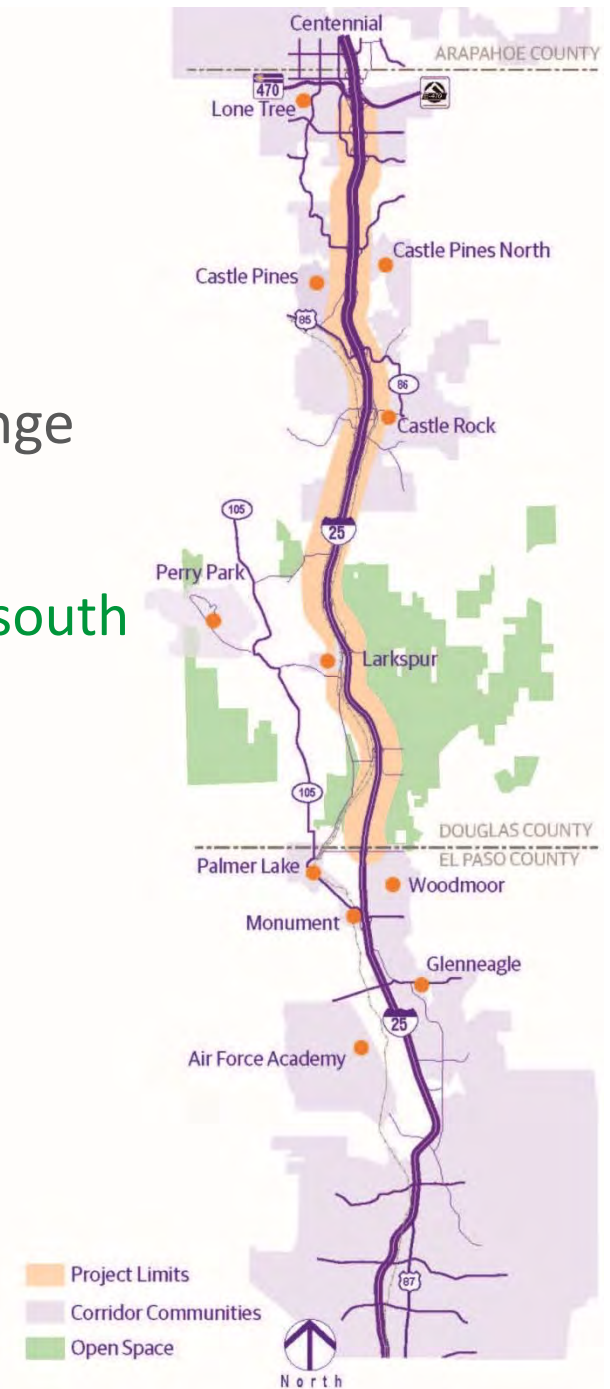 Centennial
ARAPAHOE COUNTY
470
Lone Tree
Castle Pines North
Castle Pines
85
86
nge
Castle Rock
105
25
Perry Park
south
Larkspur
105
DOUGLAS COUNTY
EL PASO COUNTY
Palmer Lake
Woodmoor
Monument
Glenneagle
25
Air Force Academy
Project Limits
87
Corridor Communities
Open Space
North